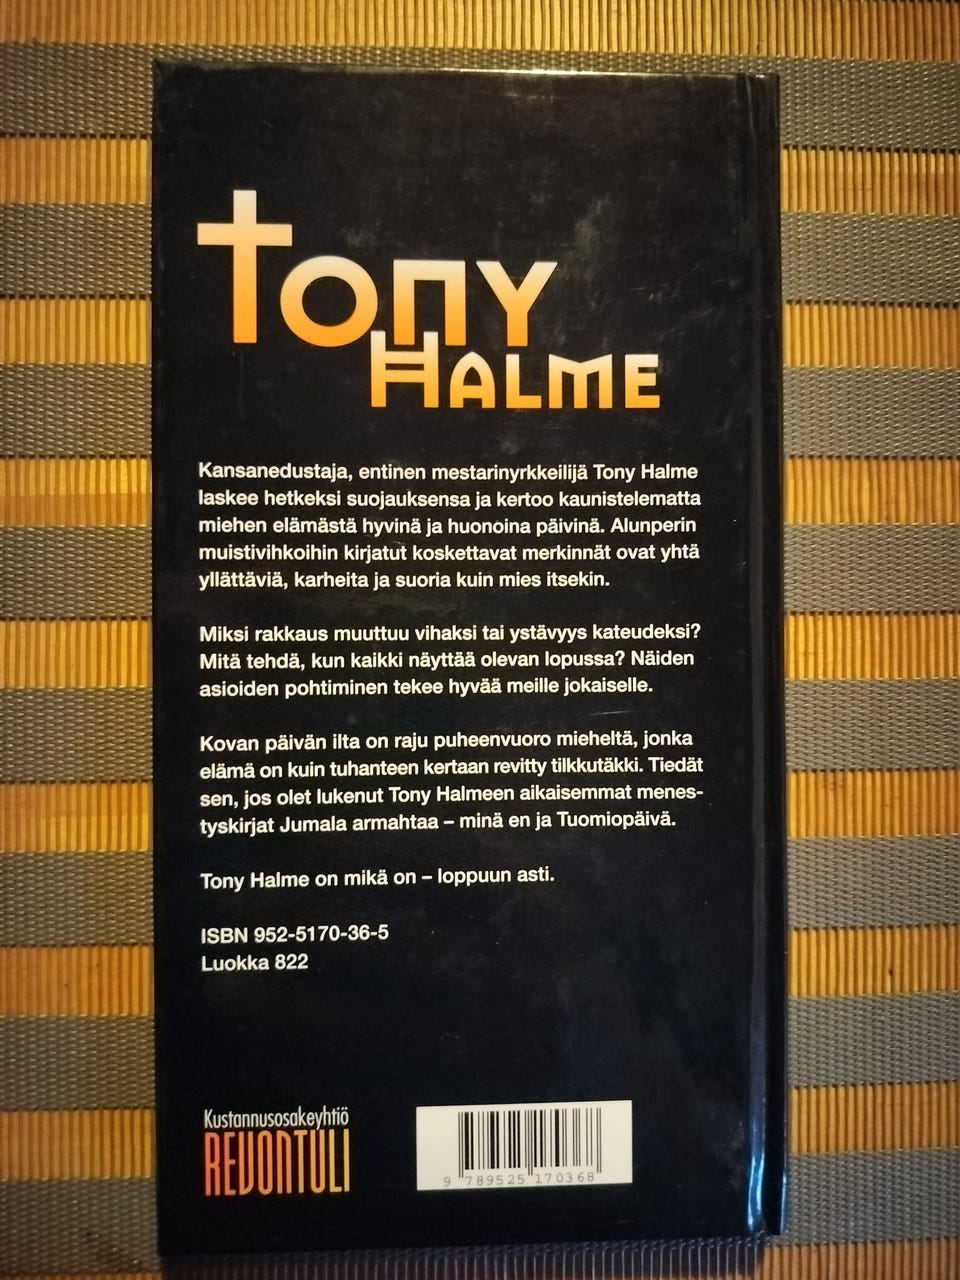 Tony
Halme
Kansanedustaja, entinen mestarinyrkkeilijä Tony Halme
laskee hetkeksi suojauksensa ja kertoo kaunistelematta
miehen elämästä hyvinä ja huonoina päivinä. Alunperin
muistivihkoihin kirjatut koskettavat merkinnät ovat yhtä
yllättäviä, karheita ja suoria kuin mies itsekin.
Miksi rakkaus muuttuu vihaksi tai ystävyys kateudeksi?
Mitä tehdä, kun kaikki näyttää olevan lopussa? Näiden
asioiden pohtiminen tekee hyvää meille jokaiselle.
Kovan päivän ilta on raju puheenvuoro mieheltä, jonka
elämä on kuin tuhanteen kertaan revitty tilkkutäkki. Tiedät
sen, jos olet lukenut Tony Halmeen aikaisemmat menes-
tyskirjat Jumala armahtaa – minä en ja Tuomiopäivä.
Tony Halme on mikä on – loppuun asti.
ISBN 952-5170-36-5
Luokka 822
Kustannusosakeyhtiö
REVONTULI
9 789525 170368